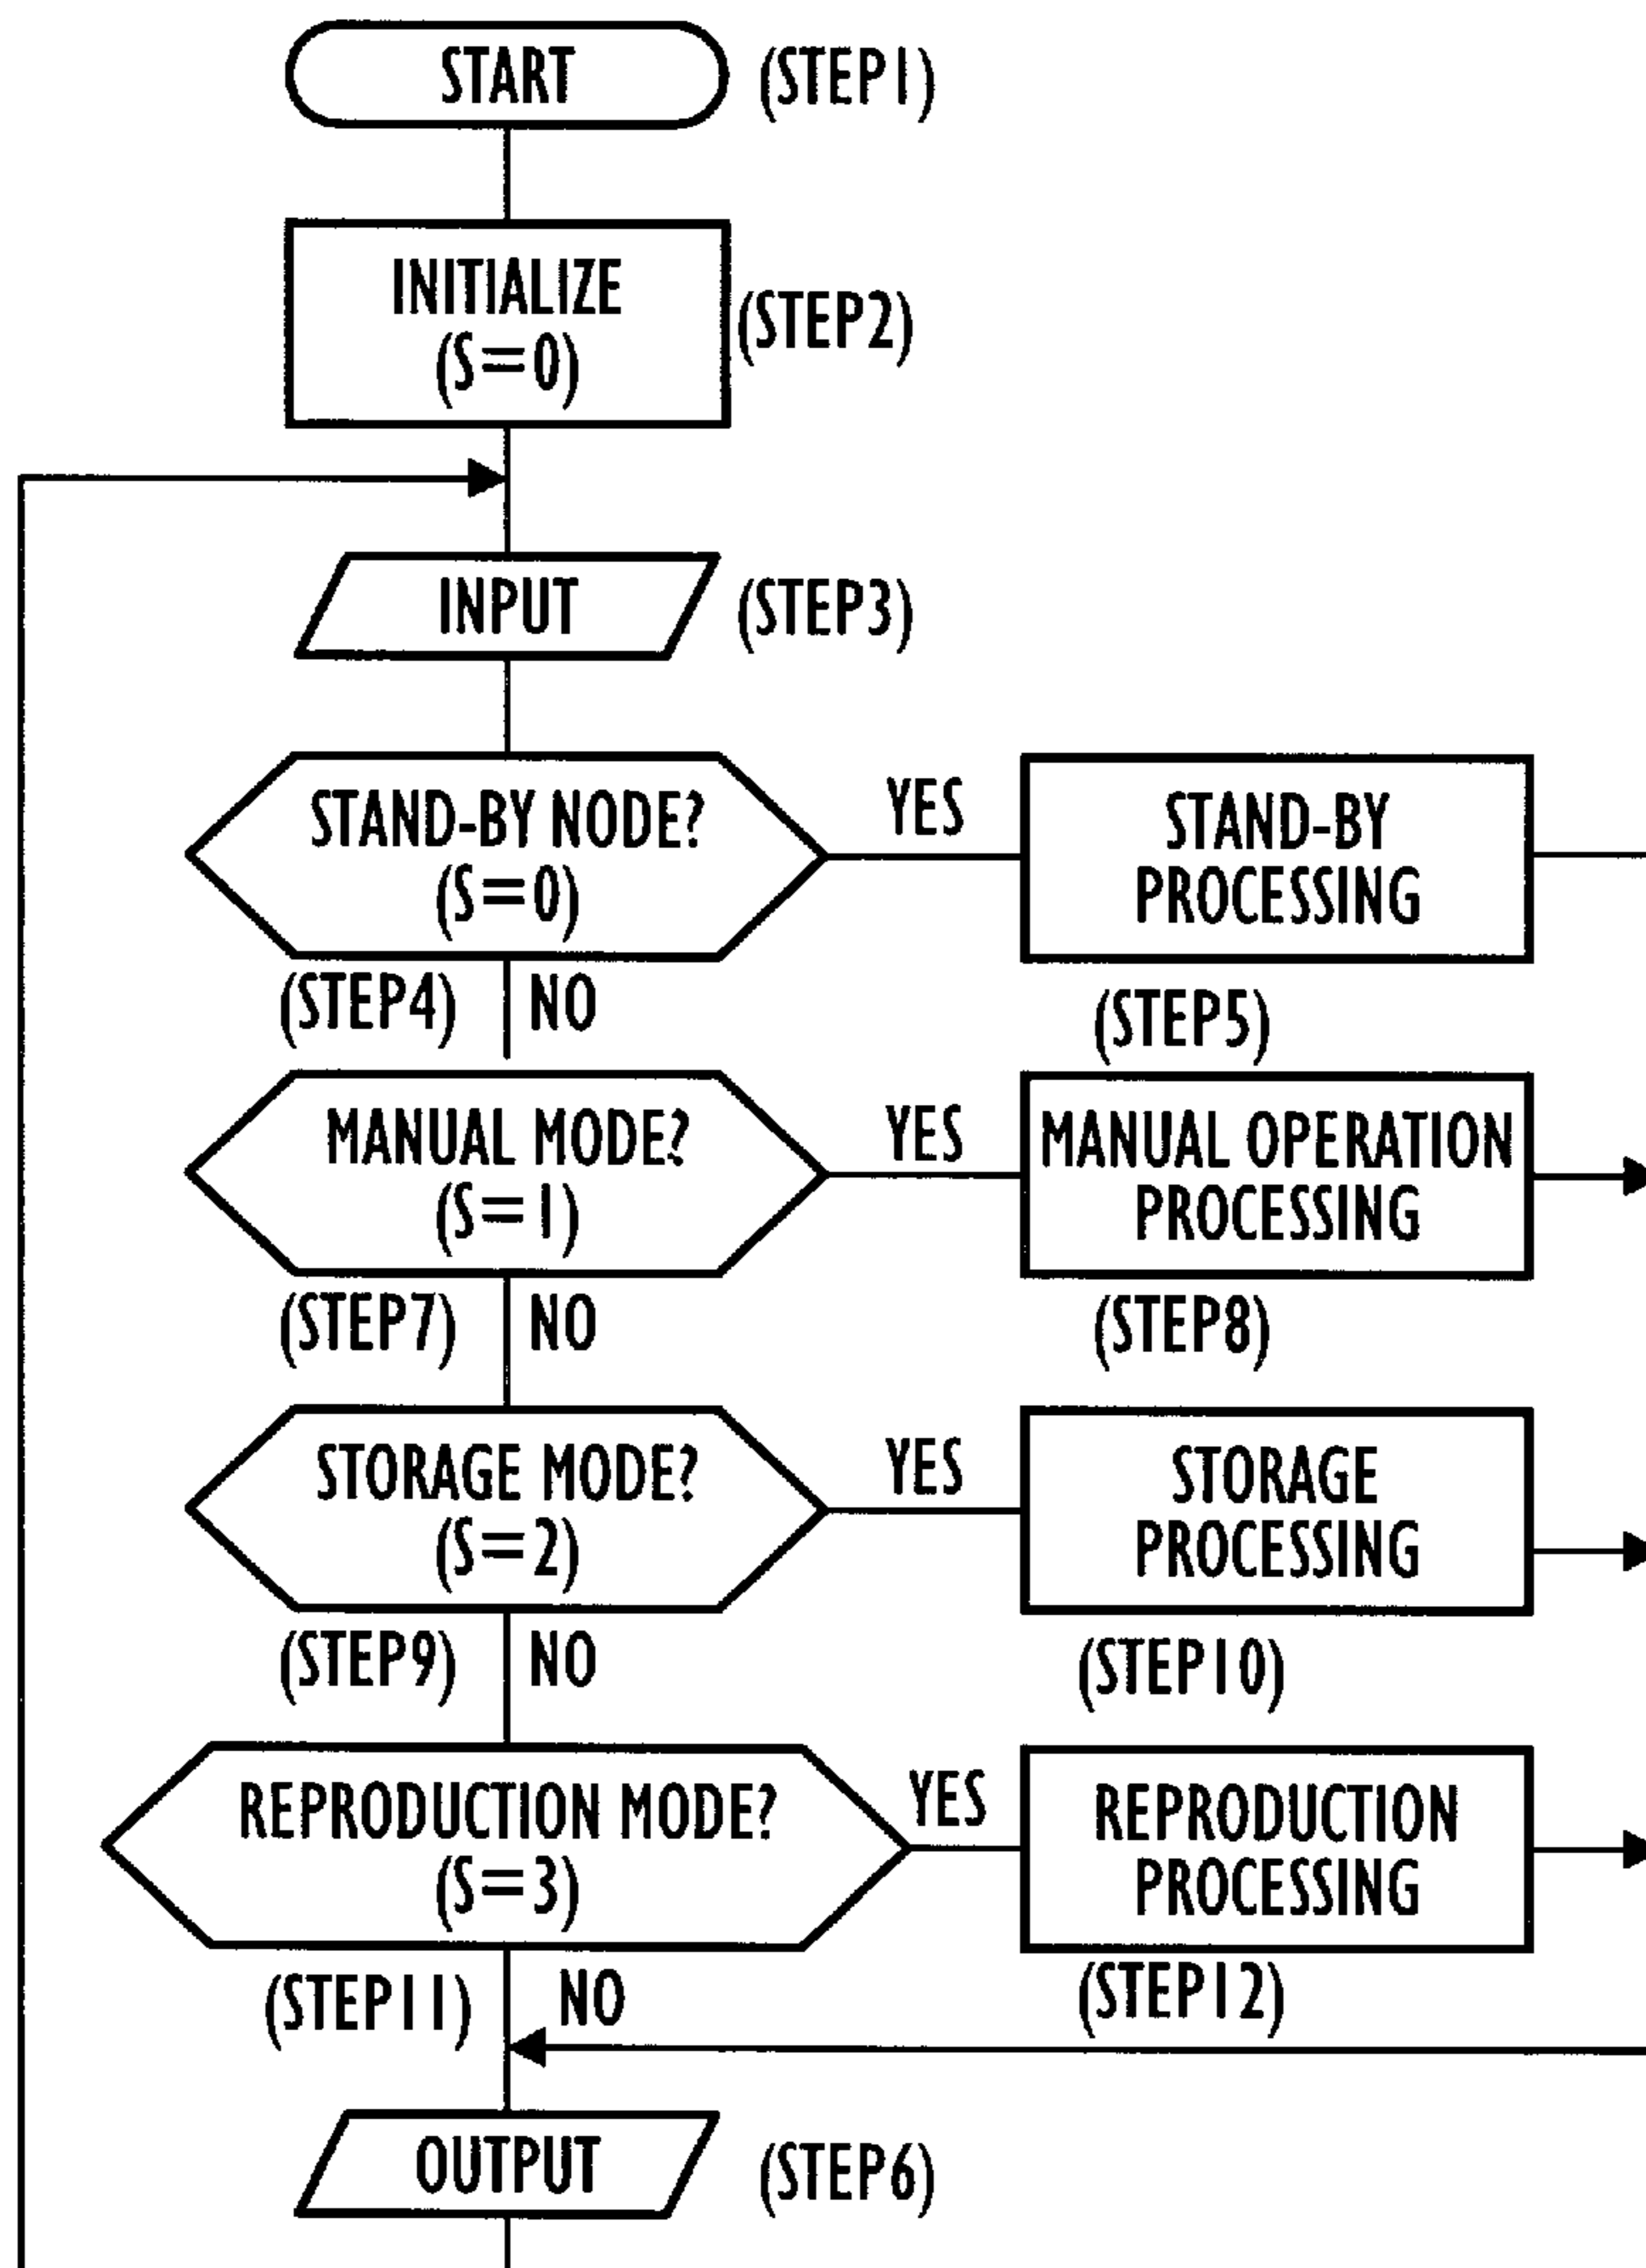 START
(STEP1)
INITIALIZE
(S=0)
(STEP2)
INPUT
(STEP3)
STAND-BY NODE?
(S=0)
YES
STAND-BY
PROCESSING
(STEP4)
NO
(STEP5)
MANUAL MODE?
(S=1)
YES
MANUAL OPERATION
PROCESSING
(STEP7)
NO
(STEP8)
STORAGE MODE?
(S=2)
YES
STORAGE
PROCESSING
(STEP9)
NO
(STEP10)
REPRODUCTION MODE?
(S=3)
YES
REPRODUCTION
PROCESSING
(STEP11)
NO
(STEP12)
OUTPUT
(STEP6)